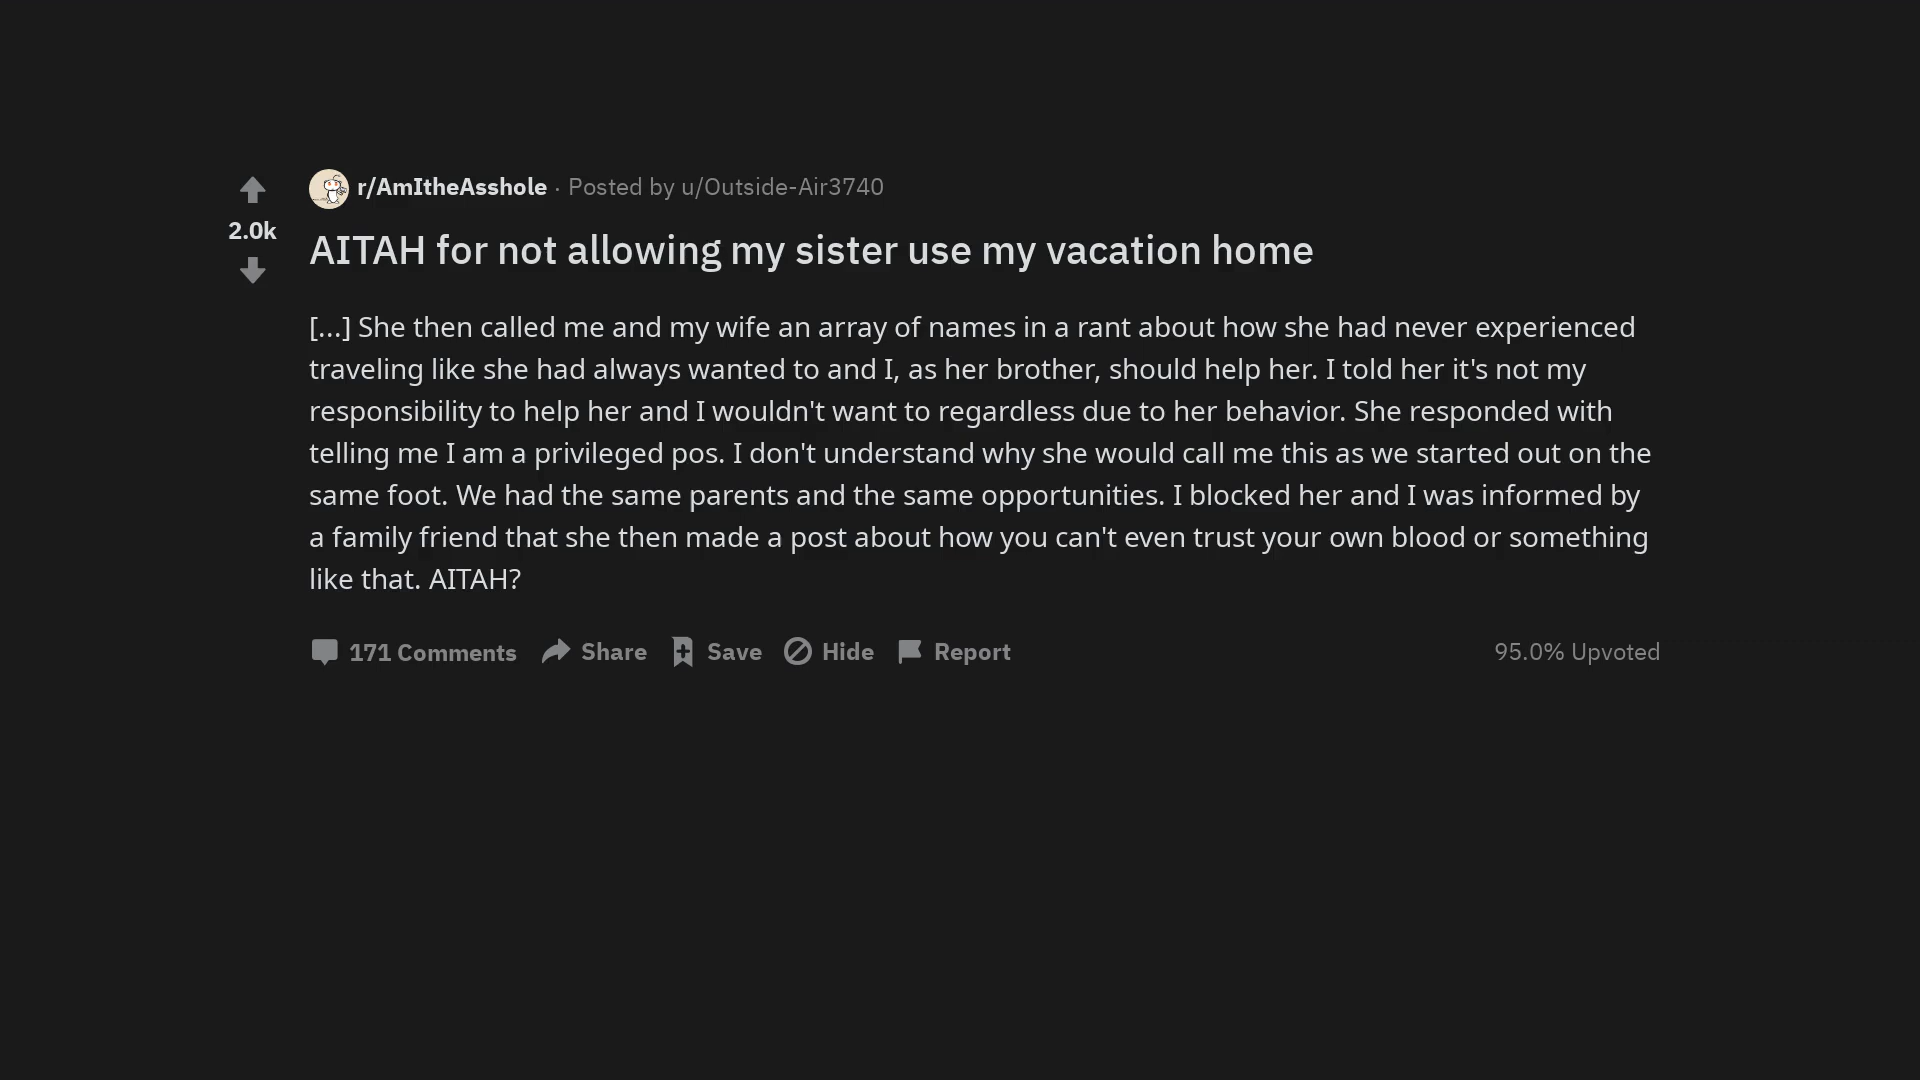 r/AmItheAsshole · Posted by u/Outside-Air3740
2.0k
AITAH for not allowing my sister use my vacation home
[...] She then called me and my wife an array of names in a rant about how she had never experienced
traveling like she had always wanted to and I, as her brother, should help her. I told her it's not my
responsibility to help her and I wouldn't want to regardless due to her behavior. She responded with
telling me I am a privileged pos. I don't understand why she would call me this as we started out on the
same foot. We had the same parents and the same opportunities. I blocked her and I was informed by
a family friend that she then made a post about how you can't even trust your own blood or something
like that. AITAH?
171 Comments Share Save Hide Report 95.0% Upvoted